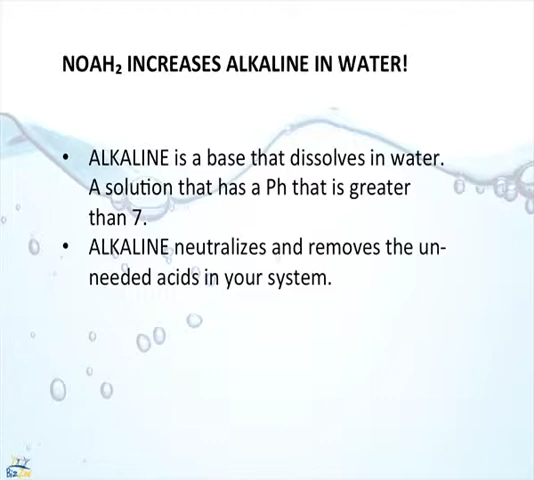 NOAH₂ INCREASES ALKALINE IN WATER!
• ALKALINE is a base that dissolves in water.
A solution that has a Ph that is greater
than 7.
• ALKALINE neutralizes and removes the un-
needed acids in your system.